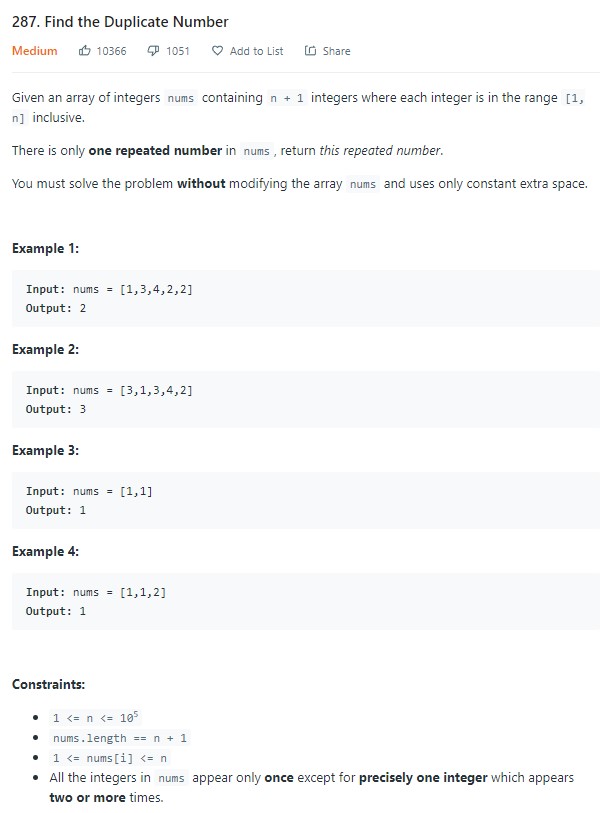 287. Find the Duplicate Number
Medium 10366 1051 Add to List Share
Given an array of integers nums containing n + 1 integers where each integer is in the range [1,
n] inclusive.
There is only one repeated number in nums , return this repeated number.
You must solve the problem without modifying the array nums and uses only constant extra space.
Example 1:
Input: nums = [1,3,4,2,2]
Output: 2
Example 2:
Input: nums = [3,1,3,4,2]
Output: 3
Example 3:
Input: nums = [1,1]
Output: 1
Example 4:
Input: nums = [1,1,2]
Output: 1
Constraints:
• 1 <= n <= 10⁵
• nums.length == n + 1
• 1 <= nums[i] <= n
• All the integers in nums appear only once except for precisely one integer which appears
two or more times.